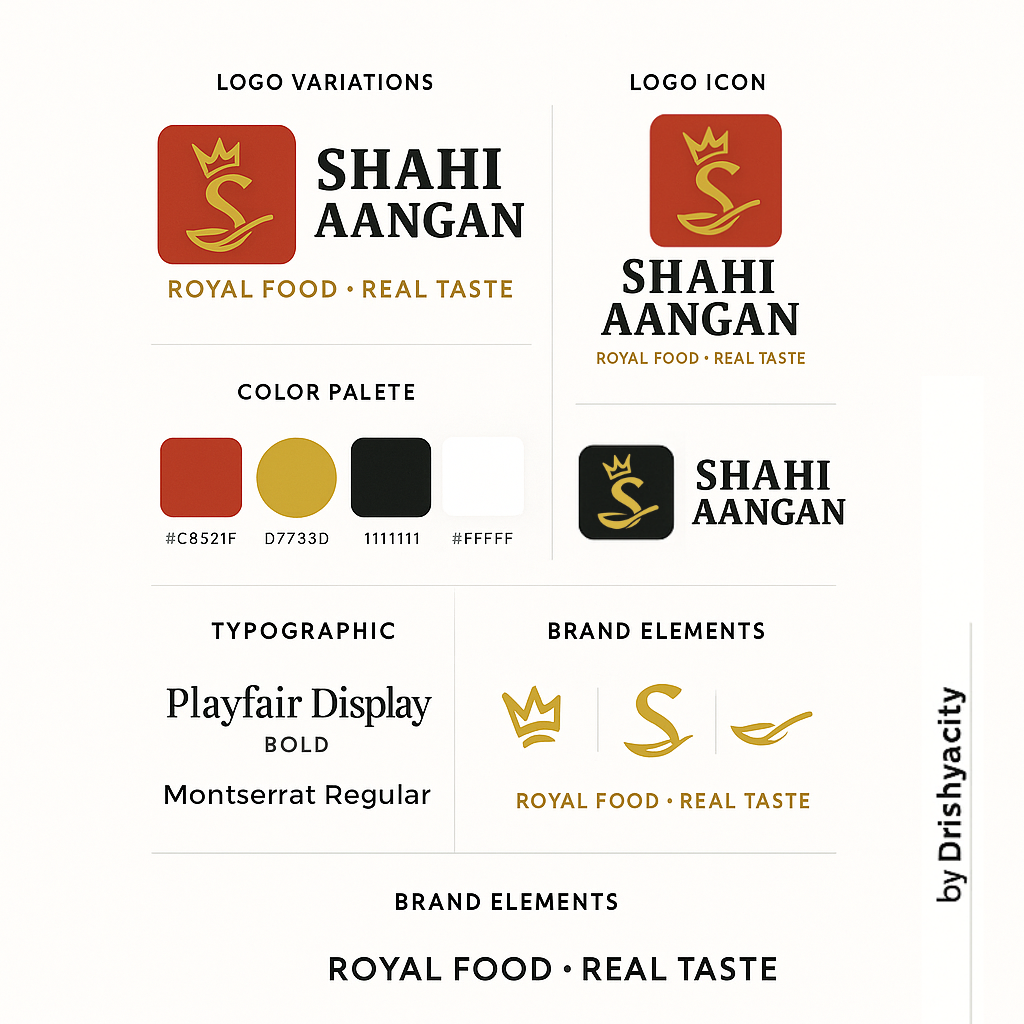 LOGO VARIATIONS
SHAHI
AANGAN
ROYAL FOOD • REAL TASTE
LOGO ICON
SHAHI
AANGAN
ROYAL FOOD • REAL TASTE
COLOR PALETE
#C8521F D7733D 1111111 #FFFFF
SHAHI
AANGAN
TYPOGRAPHIC
Playfair Display
BOLD
Montserrat Regular
BRAND ELEMENTS
S
ROYAL FOOD • REAL TASTE
BRAND ELEMENTS
ROYAL FOOD • REAL TASTE
by Drishyacity